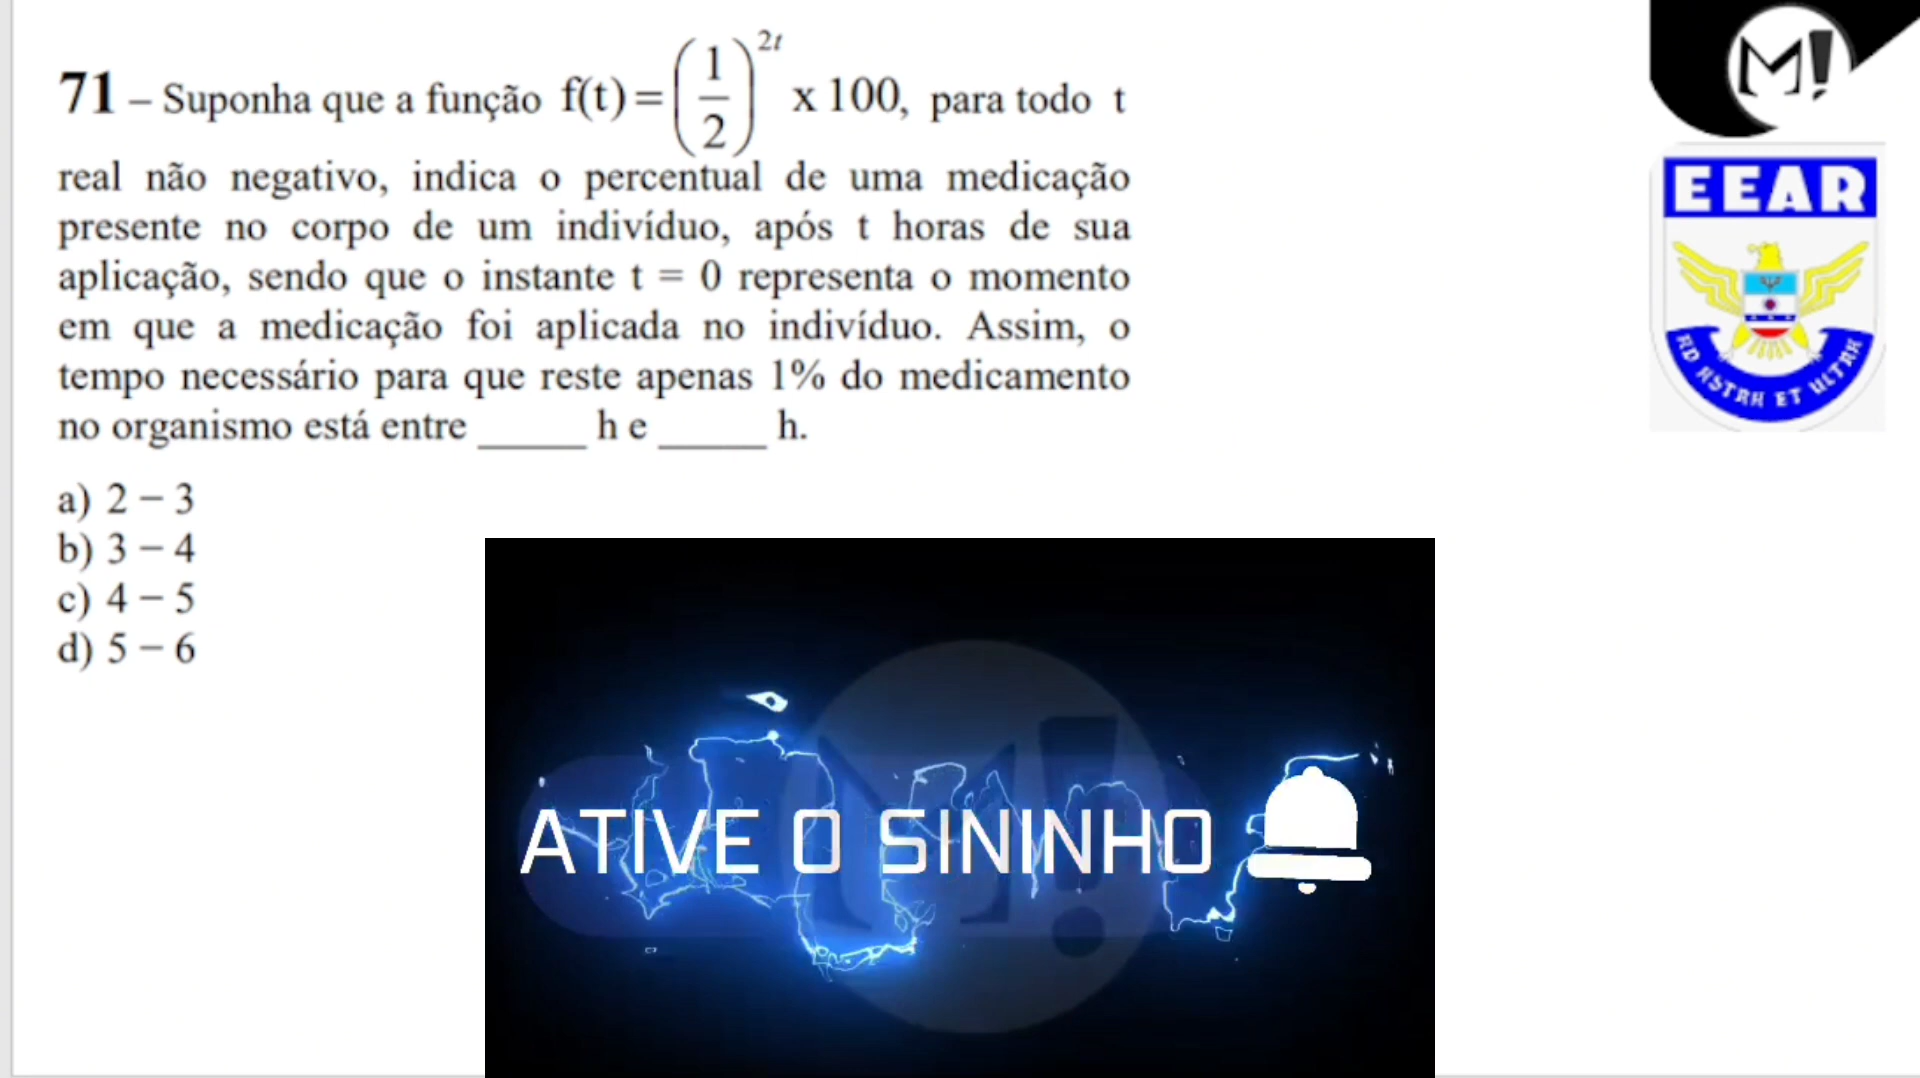 71 – Suponha que a função f(t) = (1/2)^2t x 100, para todo t
real não negativo, indica o percentual de uma medicação
presente no corpo de um indivíduo, após t horas de sua
aplicação, sendo que o instante t = 0 representa o momento
em que a medicação foi aplicada no indivíduo. Assim, o
tempo necessário para que reste apenas 1% do medicamento
no organismo está entre _____ h e _____ h.
a) 2 – 3
b) 3 – 4
c) 4 – 5
d) 5 – 6
M!
EEAR
AD ASTRA ET ULTRA
ATIVE O SININHO
M!